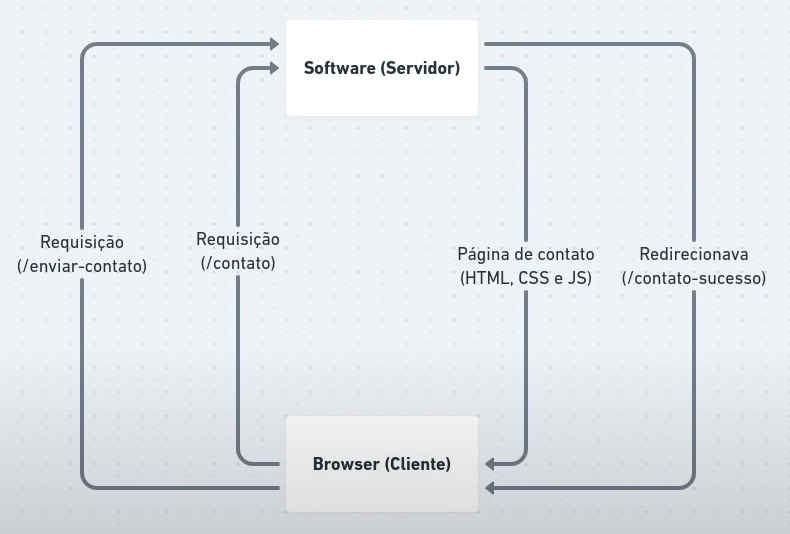 Software (Servidor)
Requisição
(/enviar-contato)
Requisição
(/contato)
Página de contato
(HTML, CSS e JS)
Redirecionava
(/contato-sucesso)
Browser (Cliente)